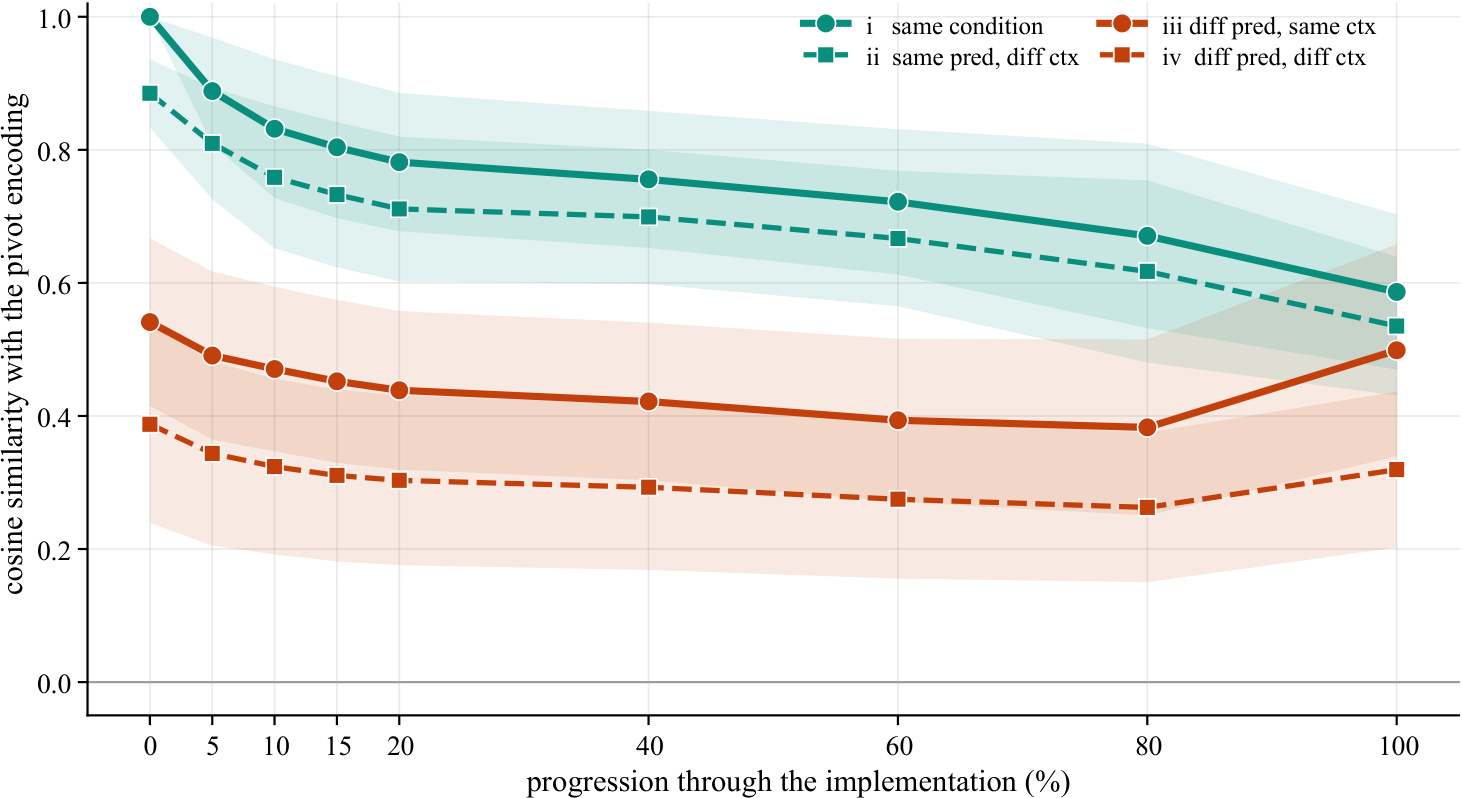 i same condition
ii same pred, diff ctx
iii diff pred, same ctx
iv diff pred, diff ctx
cosine similarity with the pivot encoding
1.0
0.8
0.6
0.4
0.2
0.0
0 5 10 15 20 40 60 80 100
progression through the implementation (%)